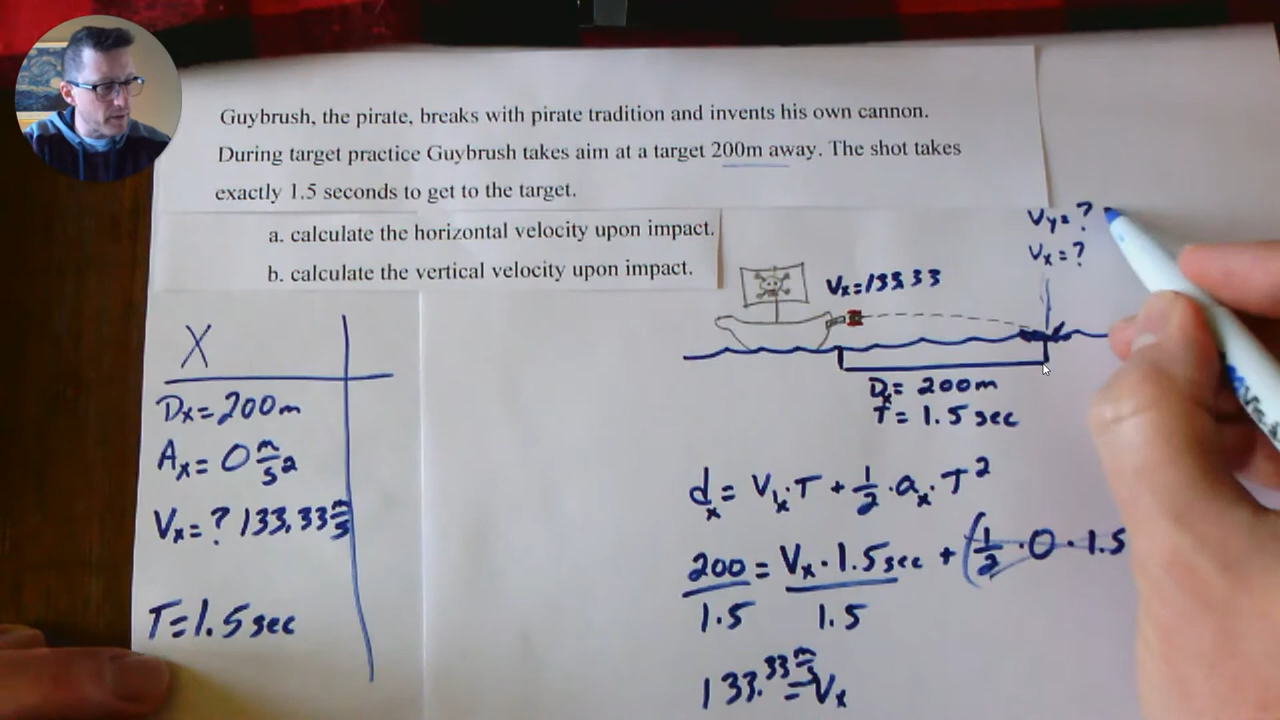 Guybrush, the pirate, breaks with pirate tradition and invents his own cannon.
During target practice Guybrush takes aim at a target 200m away. The shot takes
exactly 1.5 seconds to get to the target.
a. calculate the horizontal velocity upon impact.
b. calculate the vertical velocity upon impact.
Vy=?
Vx=?
Vx=133.33
Dx= 200m
T= 1.5 sec
X
Dx=200m
Ax= 0 m/s2
Vx=? 133.33 m/s
T=1.5 sec
dx= V1x·T + 1/2·ax·T2
200 = Vx·1.5sec + (1/2·0·1.5
1.5 1.5
133.33 m/s =Vx